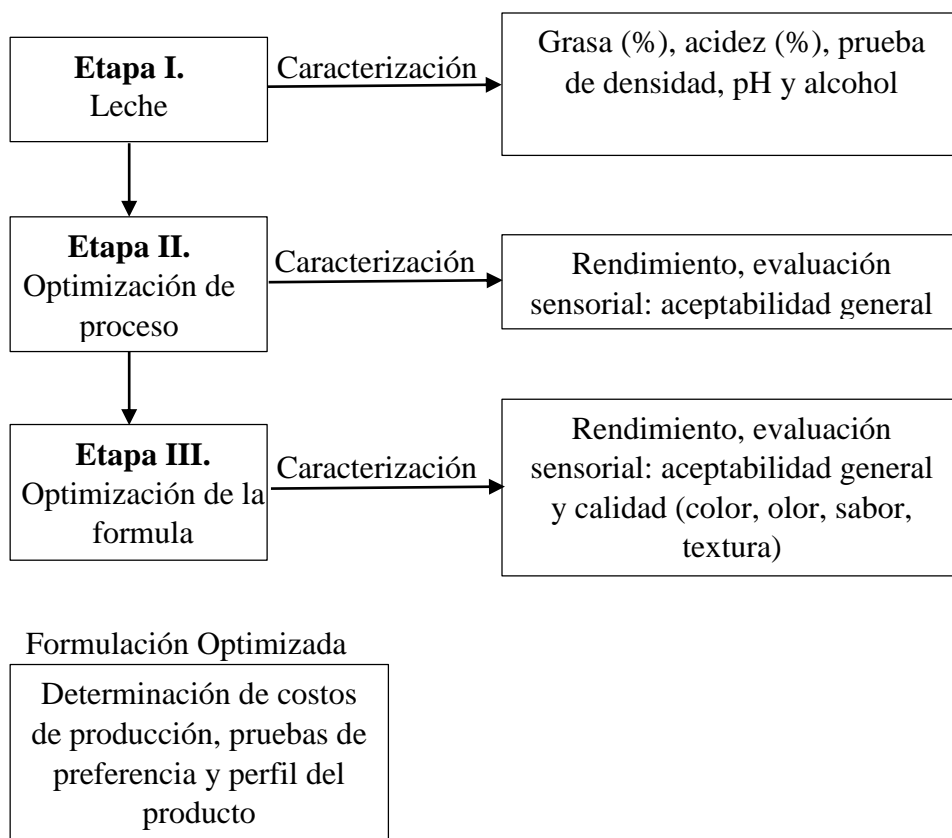 Etapa I.
Leche
Caracterización
Grasa (%), acidez (%), prueba
de densidad, pH y alcohol
Etapa II.
Optimización de
proceso
Caracterización
Rendimiento, evaluación
sensorial: aceptabilidad general
Etapa III.
Optimización de la
formula
Caracterización
Rendimiento, evaluación
sensorial: aceptabilidad general
y calidad (color, olor, sabor,
textura)
Formulación Optimizada
Determinación de costos
de producción, pruebas de
preferencia y perfil del
producto